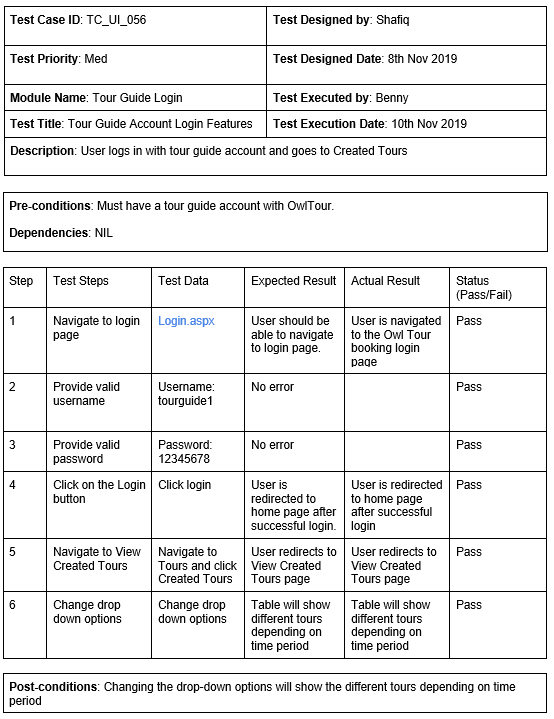 Test Case ID: TC_UI_056
Test Designed by: Shafiq
Test Priority: Med
Test Designed Date: 8th Nov 2019
Module Name: Tour Guide Login
Test Executed by: Benny
Test Title: Tour Guide Account Login Features
Test Execution Date: 10th Nov 2019
Description: User logs in with tour guide account and goes to Created Tours
Pre-conditions: Must have a tour guide account with OwlTour.
Dependencies: NIL
Step
Test Steps
Test Data
Expected Result
Actual Result
Status
(Pass/Fail)
1
Navigate to login
page
Login.aspx
User should be
able to navigate
to login page.
User is navigated
to the Owl Tour
booking login
page
Pass
2
Provide valid
username
Username:
tourguide1
No error
Pass
3
Provide valid
password
Password:
12345678
No error
Pass
4
Click on the Login
button
Click login
User is
redirected to
home page after
successful login.
User is redirected
to home page
after successful
login
Pass
5
Navigate to View
Created Tours
Navigate to
Tours and click
Created Tours
User redirects to
View Created
Tours page
User redirects to
View Created
Tours page
Pass
6
Change drop
down options
Change drop
down options
Table will show
different tours
depending on
time period
Table will show
different tours
depending on
time period
Pass
Post-conditions: Changing the drop-down options will show the different tours depending on time
period